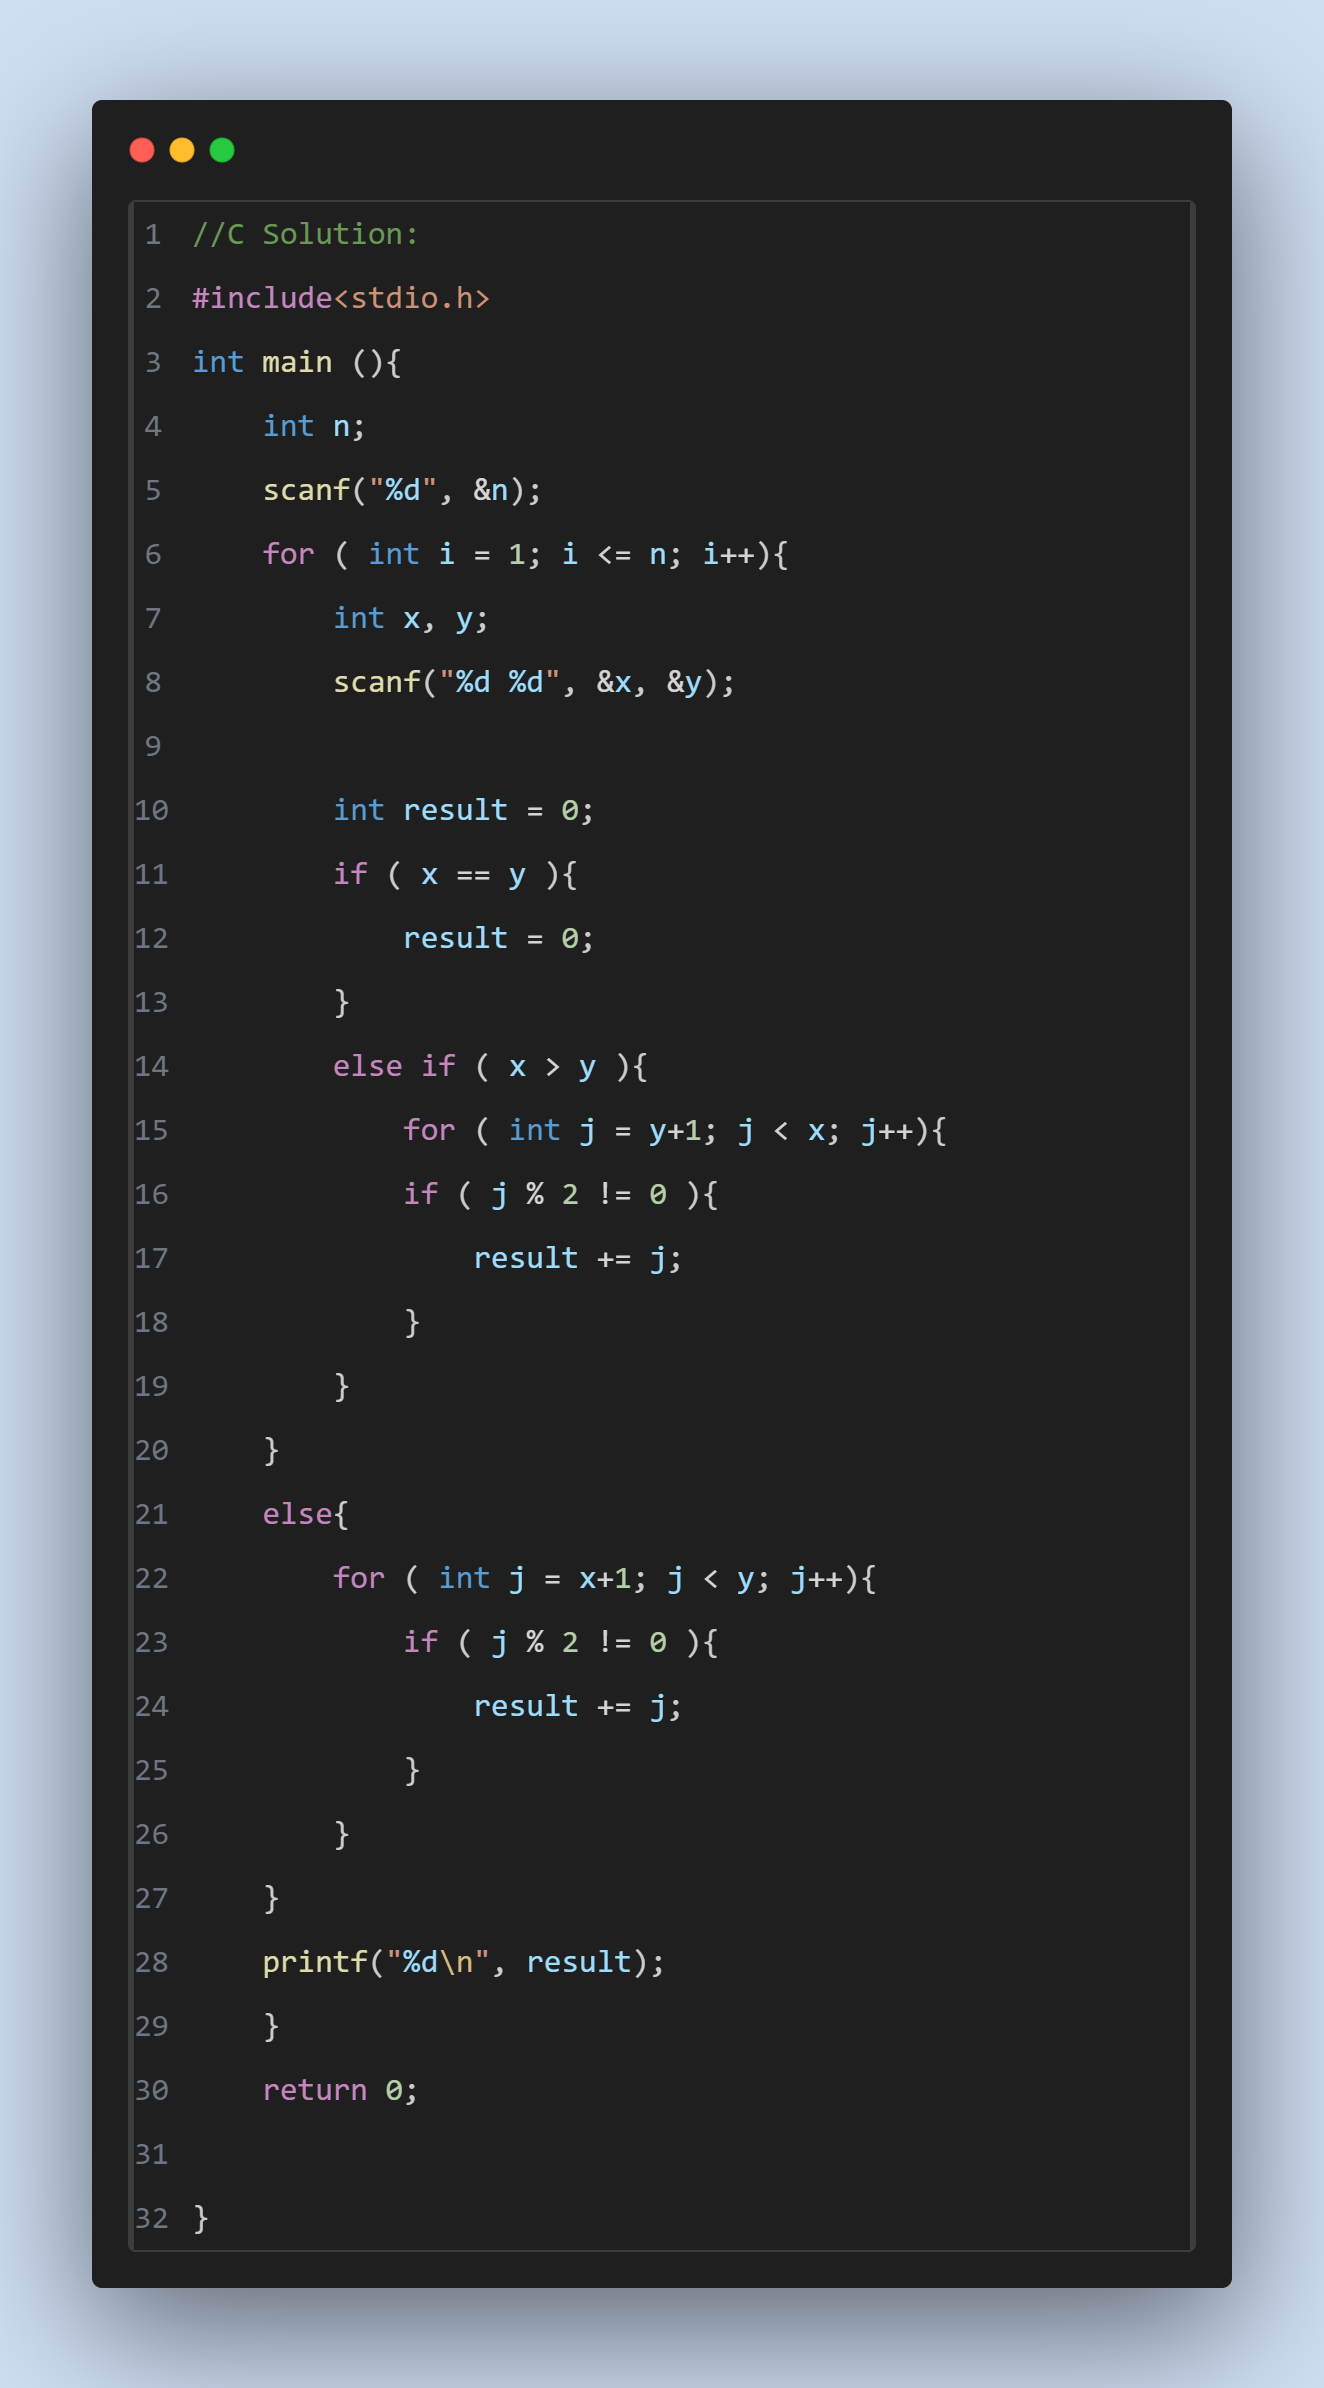 1 //C Solution:
2 #include<stdio.h>
3 int main (){
4     int n;
5     scanf("%d", &n);
6     for ( int i = 1; i <= n; i++){
7         int x, y;
8         scanf("%d %d", &x, &y);
9
10         int result = 0;
11         if ( x == y ){
12             result = 0;
13         }
14         else if ( x > y ){
15             for ( int j = y+1; j < x; j++){
16             if ( j % 2 != 0 ){
17                 result += j;
18             }
19         }
20     }
21     else{
22         for ( int j = x+1; j < y; j++){
23             if ( j % 2 != 0 ){
24                 result += j;
25             }
26         }
27     }
28     printf("%d\n", result);
29     }
30     return 0;
31
32 }